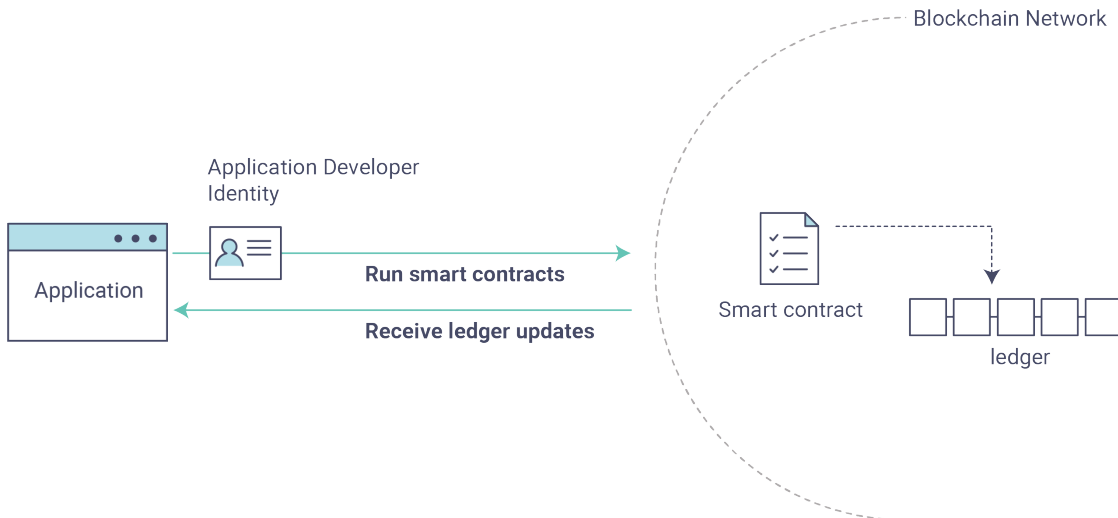 Blockchain Network
Application Developer
Identity
Application
Run smart contracts
Receive ledger updates
Smart contract
ledger